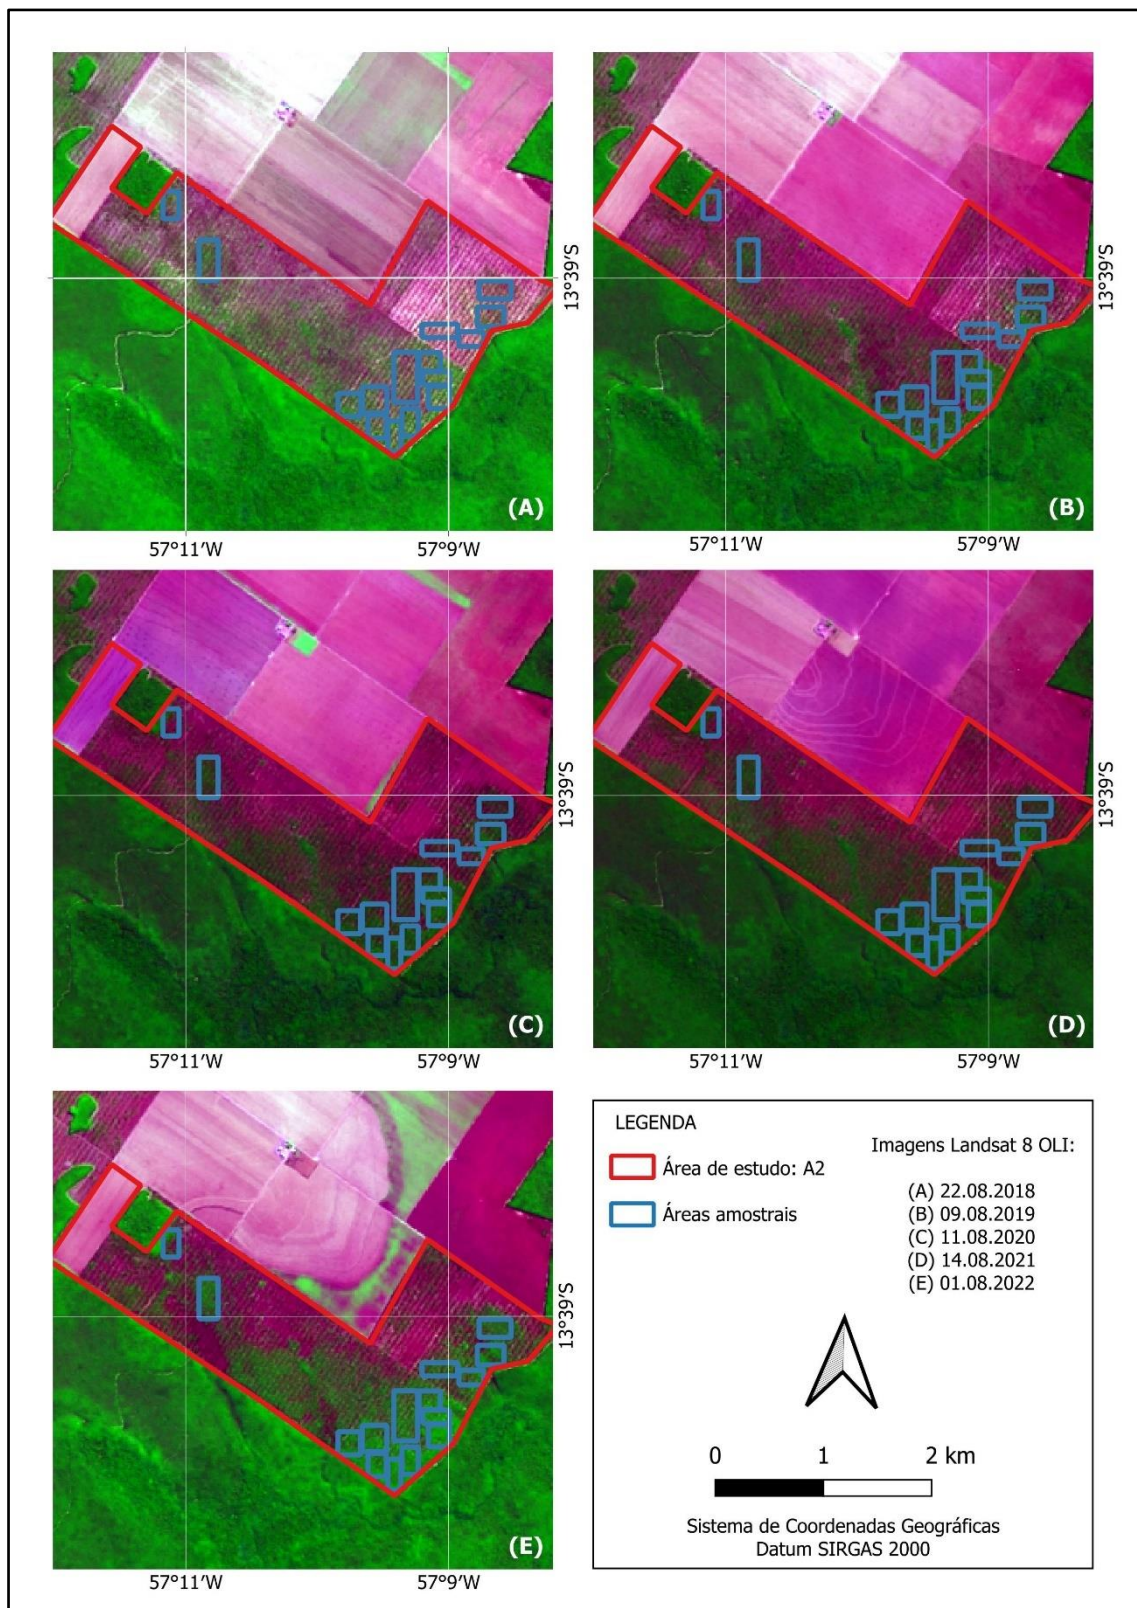 (A)
57°11'W
57°9'W
13°39'S
(B)
57°11'W
57°9'W
13°39'S
(C)
57°11'W
57°9'W
13°39'S
(D)
57°11'W
57°9'W
13°39'S
(E)
57°11'W
57°9'W
13°39'S
LEGENDA
Área de estudo: A2
Áreas amostrais
Imagens Landsat 8 OLI:
(A) 22.08.2018
(B) 09.08.2019
(C) 11.08.2020
(D) 14.08.2021
(E) 01.08.2022
0 1 2 km
Sistema de Coordenadas Geográficas
Datum SIRGAS 2000